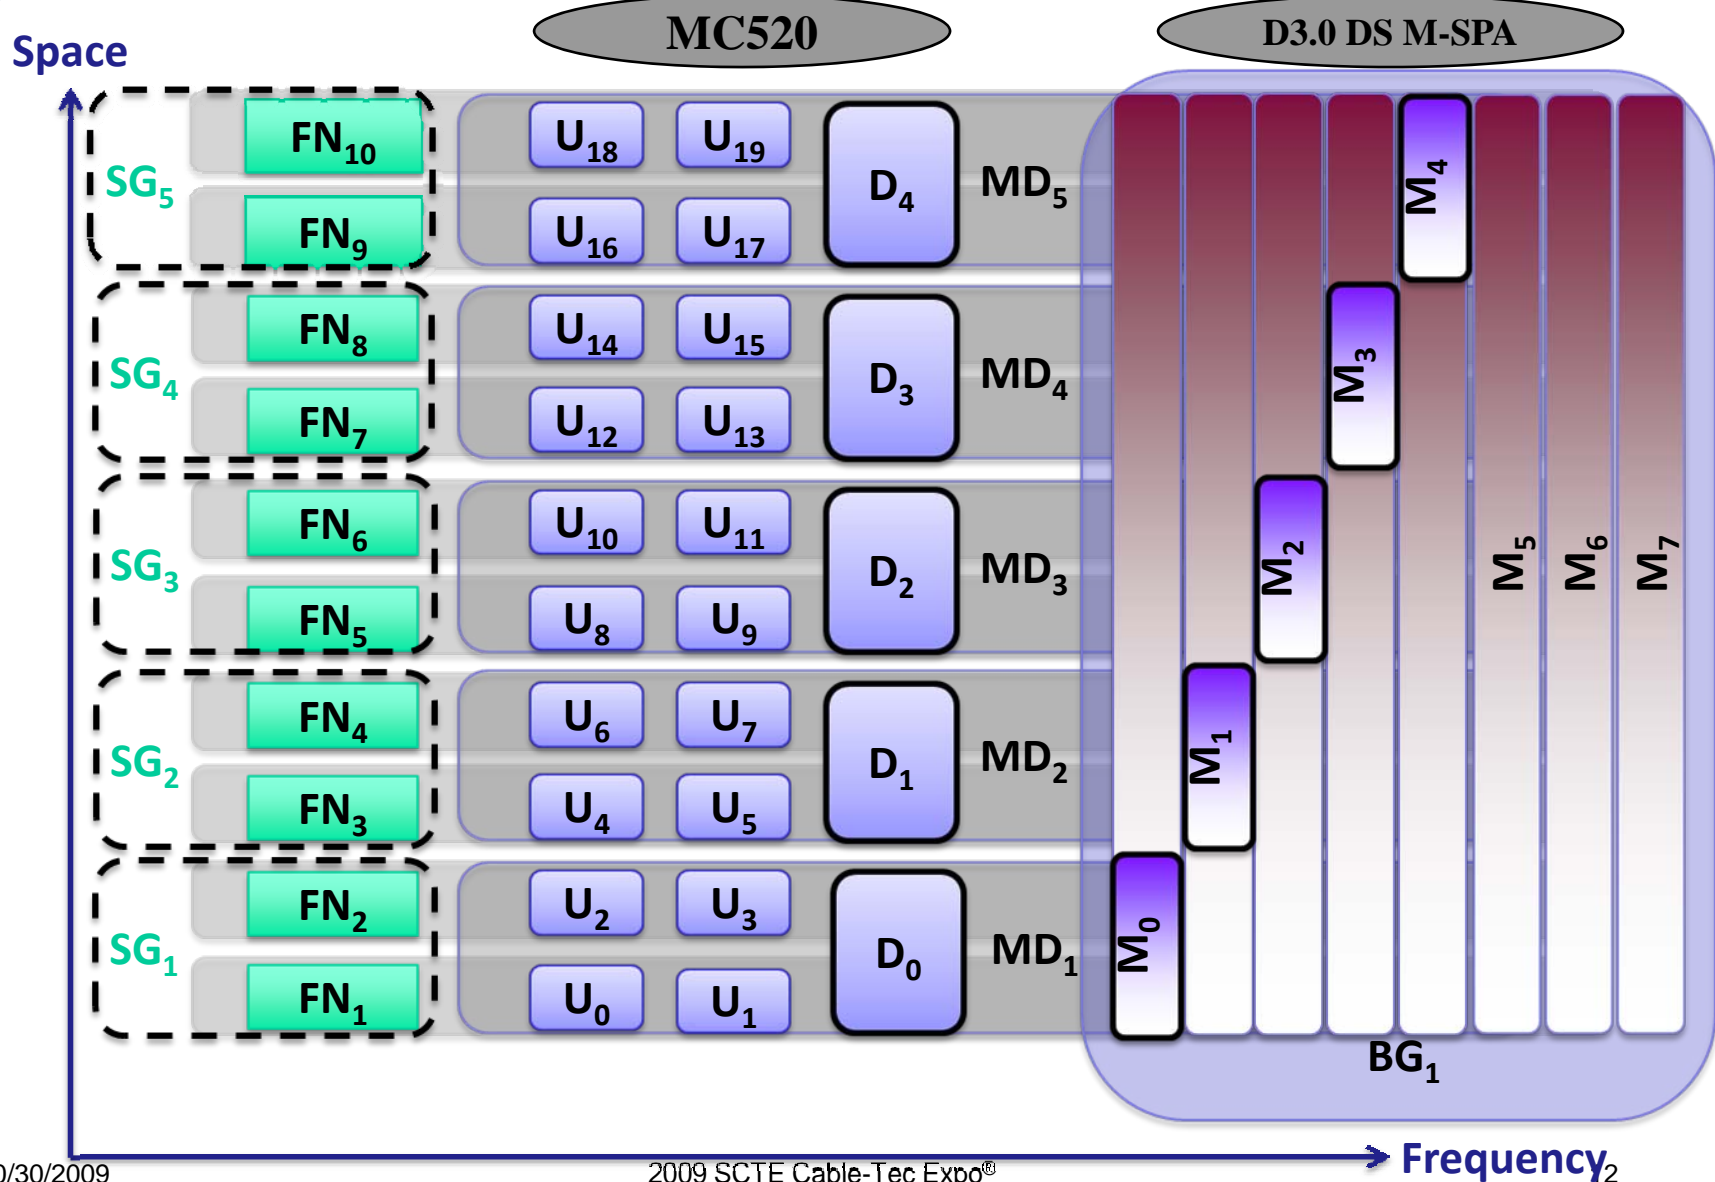 MC520
D3.0 DS M-SPA
Space
FN10
U18 U19
SG5 D4 MD5 M4
FN9
U16 U17
FN8
U14 U15
SG4 D3 MD4 M3
FN7
U12 U13
FN6
U10 U11
SG3 D2 MD3 M2 M5 M6 M7
FN5
U8 U9
FN4
U6 U7
SG2 D1 MD2 M1
FN3
U4 U5
FN2
U2 U3
SG1 D0 MD1 M0
FN1
U0 U1
BG1
Frequency
0/30/2009 2009 SCTE Cable-Tec Expo® 2